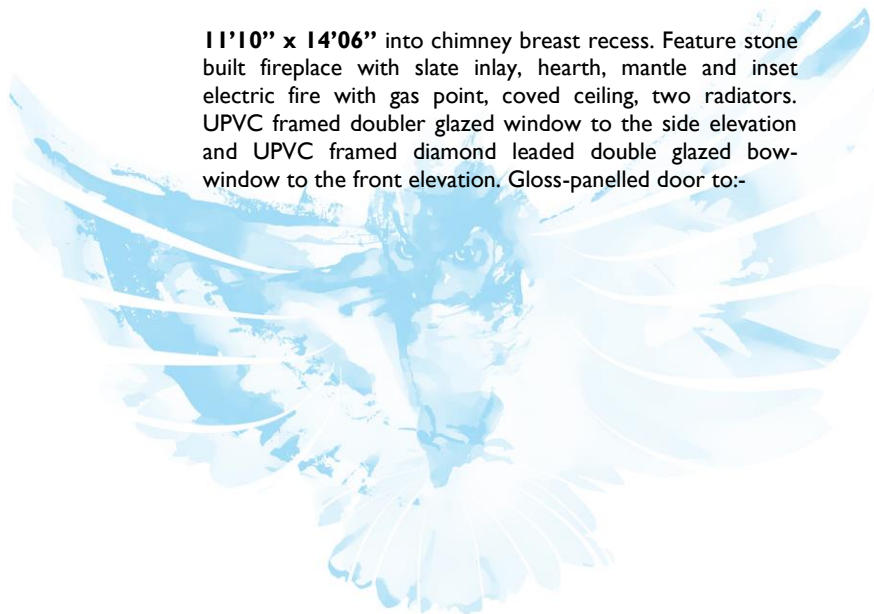 11’10” x 14’06” into chimney breast recess. Feature stone
built fireplace with slate inlay, hearth, mantle and inset
electric fire with gas point, coved ceiling, two radiators.
UPVC framed doubler glazed window to the side elevation
and UPVC framed diamond leaded double glazed bow-
window to the front elevation. Gloss-panelled door to:-